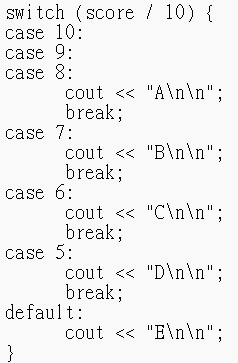 switch (score / 10) {
case 10:
case 9:
case 8:
      cout << "A\n\n";
      break;
case 7:
      cout << "B\n\n";
      break;
case 6:
      cout << "C\n\n";
      break;
case 5:
      cout << "D\n\n";
      break;
default:
      cout << "E\n\n";
}